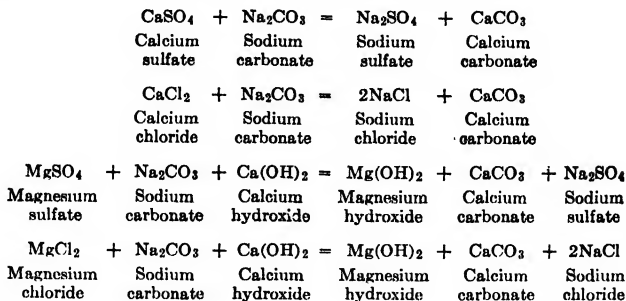 CaSO₄ + Na₂CO₃ = Na₂SO₄ + CaCO₃
Calcium Sodium Sodium Calcium
sulfate carbonate sulfate carbonate
CaCl₂ + Na₂CO₃ = 2NaCl + CaCO₃
Calcium Sodium Sodium Calcium
chloride carbonate chloride carbonate
MgSO₄ + Na₂CO₃ + Ca(OH)₂ = Mg(OH)₂ + CaCO₃ + Na₂SO₄
Magnesium Sodium Calcium Magnesium Calcium Sodium
sulfate carbonate hydroxide hydroxide carbonate sulfate
MgCl₂ + Na₂CO₃ + Ca(OH)₂ = Mg(OH)₂ + CaCO₃ + 2NaCl
Magnesium Sodium Calcium Magnesium Calcium Sodium
chloride carbonate hydroxide hydroxide carbonate chloride